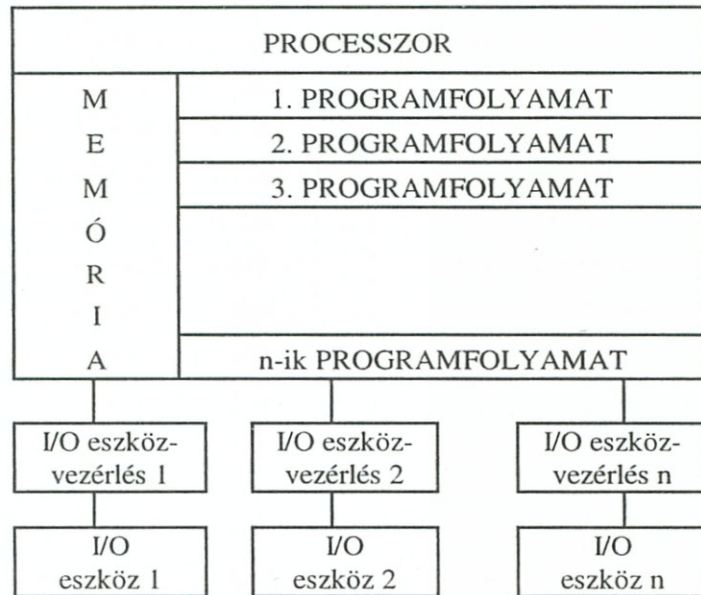 PROCESSZOR
M
E
M
Ó
R
I
A
1. PROGRAMFOLYAMAT
2. PROGRAMFOLYAMAT
3. PROGRAMFOLYAMAT
n-ik PROGRAMFOLYAMAT
I/O eszköz-
vezérlés 1
I/O eszköz-
vezérlés 2
I/O eszköz-
vezérlés n
I/O
eszköz 1
I/O
eszköz 2
I/O
eszköz n